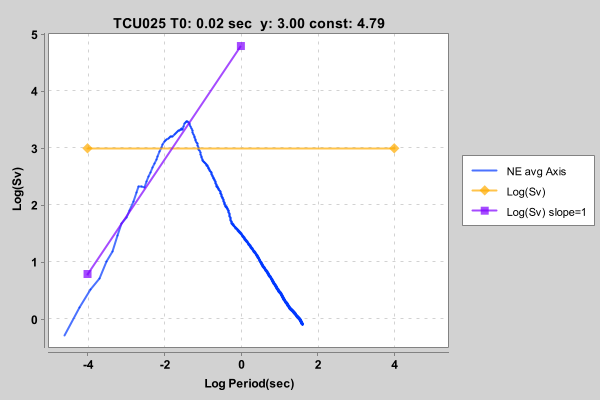 TCU025 T0: 0.02 sec  y: 3.00 const: 4.79
5
4
3
2
1
0
Log(Sv)
-4
-2
0
2
4
Log Period(sec)
NE avg Axis
Log(Sv)
Log(Sv) slope=1